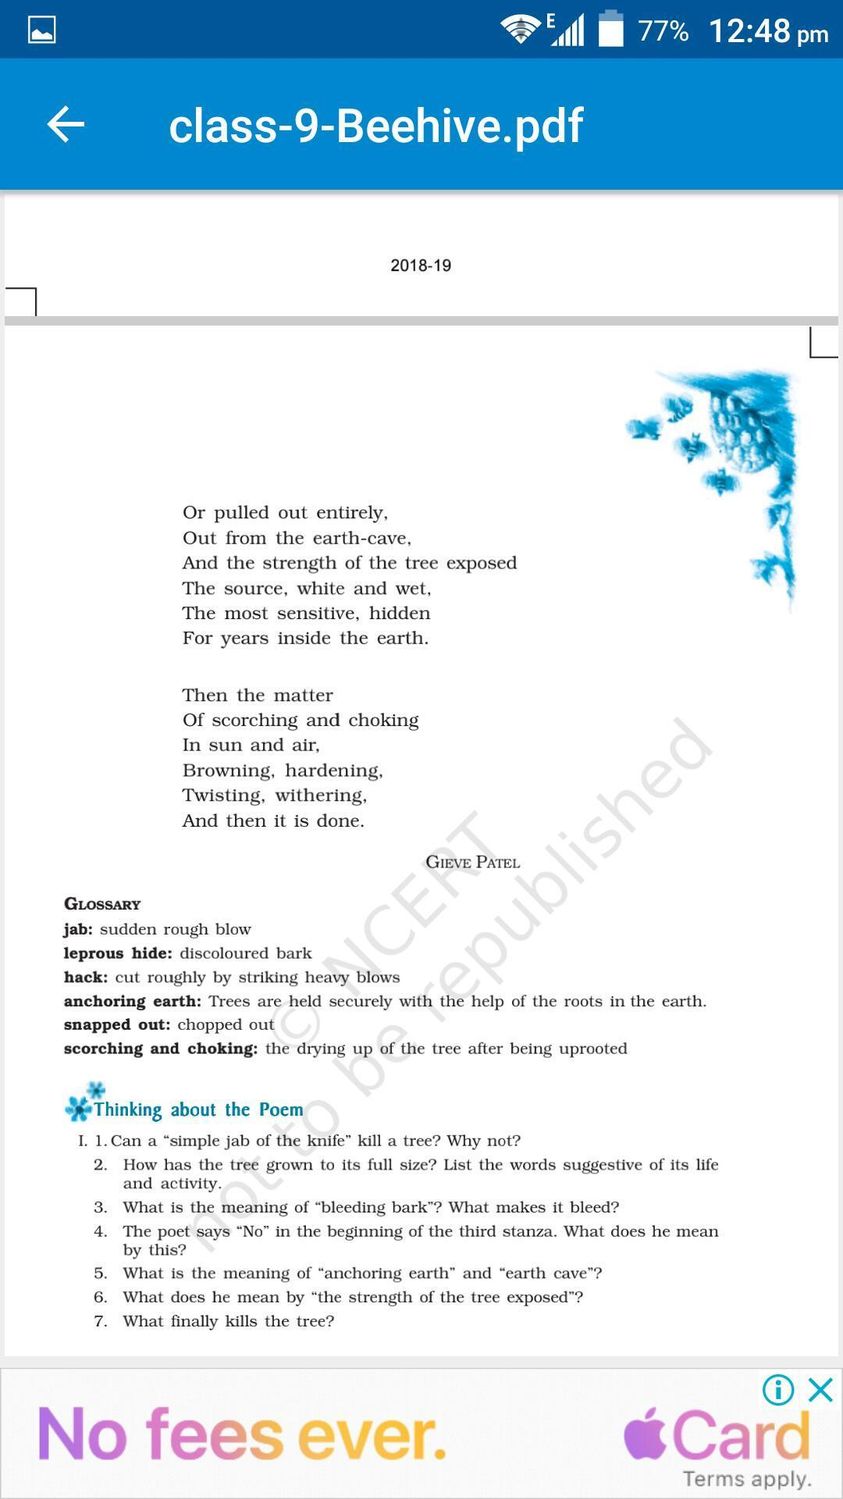 E 77% 12:48 pm
class-9-Beehive.pdf
2018-19
Or pulled out entirely,
Out from the earth-cave,
And the strength of the tree exposed
The source, white and wet,
The most sensitive, hidden
For years inside the earth.
Then the matter
Of scorching and choking
In sun and air,
Browning, hardening,
Twisting, withering,
And then it is done.
GIEVE PATEL
GLOSSARY
jab: sudden rough blow
leprous hide: discoloured bark
hack: cut roughly by striking heavy blows
anchoring earth: Trees are held securely with the help of the roots in the earth.
snapped out: chopped out
scorching and choking: the drying up of the tree after being uprooted
Thinking about the Poem
I. 1. Can a “simple jab of the knife” kill a tree? Why not?
2. How has the tree grown to its full size? List the words suggestive of its life
and activity.
3. What is the meaning of “bleeding bark”? What makes it bleed?
4. The poet says “No” in the beginning of the third stanza. What does he mean
by this?
5. What is the meaning of “anchoring earth” and “earth cave”?
6. What does he mean by “the strength of the tree exposed”?
7. What finally kills the tree?
© NCERT
not to be republished
No fees ever.
Card
Terms apply.